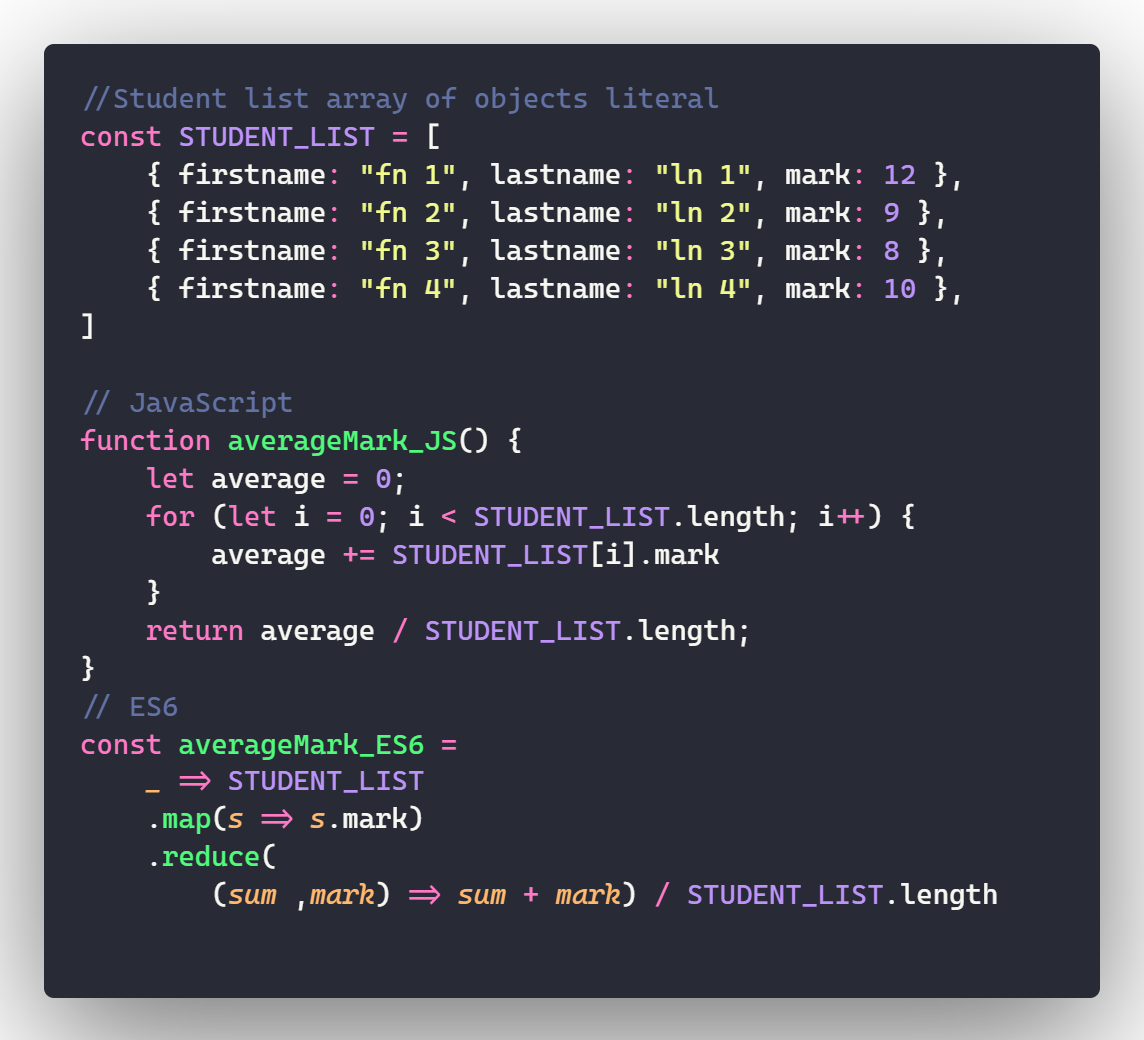 //Student list array of objects literal
const STUDENT_LIST = [
    { firstname: "fn 1", lastname: "ln 1", mark: 12 },
    { firstname: "fn 2", lastname: "ln 2", mark: 9 },
    { firstname: "fn 3", lastname: "ln 3", mark: 8 },
    { firstname: "fn 4", lastname: "ln 4", mark: 10 },
]

// JavaScript
function averageMark_JS() {
    let average = 0;
    for (let i = 0; i < STUDENT_LIST.length; i++) {
        average += STUDENT_LIST[i].mark
    }
    return average / STUDENT_LIST.length;
}
// ES6
const averageMark_ES6 =
    _ => STUDENT_LIST
    .map(s => s.mark)
    .reduce(
        (sum ,mark) => sum + mark) / STUDENT_LIST.length